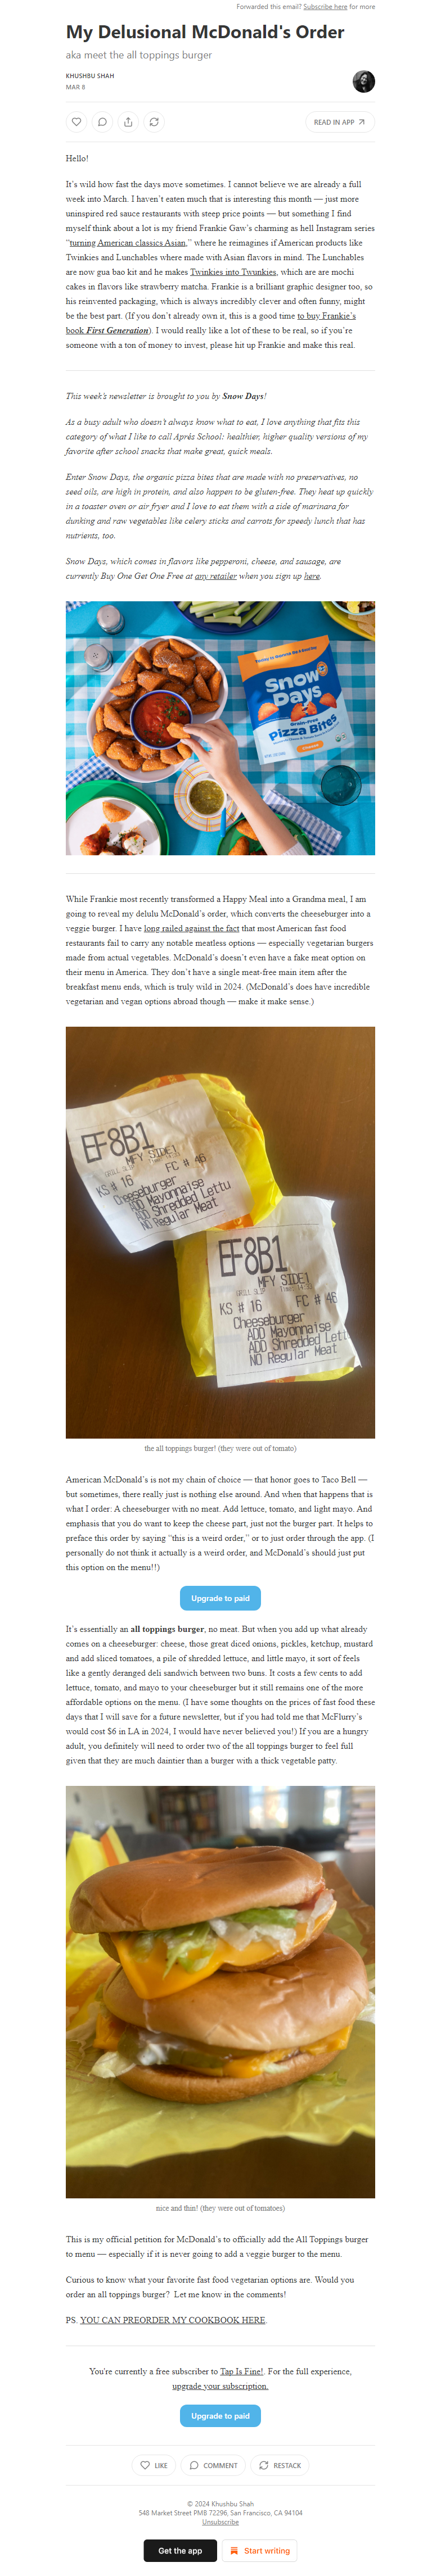 Forwarded this email? Subscribe here for more
My Delusional McDonald's Order
aka meet the all toppings burger
KHUSHBU SHAH
MAR 8
READ IN APP
Hello!
It’s wild how fast the days move sometimes. I cannot believe we are already a full
week into March. I haven’t eaten much that is interesting this month — just more
uninspired red sauce restaurants with steep price points — but something I find
myself think about a lot is my friend Frankie Gaw’s charming as hell Instagram series
“turning American classics Asian,” where he reimagines if American products like
Twinkies and Lunchables where made with Asian flavors in mind. The Lunchables
are now gua bao kit and he makes Twinkies into Twunkies, which are are mochi
cakes in flavors like strawberry matcha. Frankie is a brilliant graphic designer too, so
his reinvented packaging, which is always incredibly clever and often funny, might
be the best part. (If you don’t already own it, this is a good time to buy Frankie’s
book First Generation). I would really like a lot of these to be real, so if you’re
someone with a ton of money to invest, please hit up Frankie and make this real.
This week’s newsletter is brought to you by Snow Days!
As a busy adult who doesn’t always know what to eat, I love anything that fits this
category of what I like to call Après School: healthier, higher quality versions of my
favorite after school snacks that make great, quick meals.
Enter Snow Days, the organic pizza bites that are made with no preservatives, no
seed oils, are high in protein, and also happen to be gluten-free. They heat up quickly
in a toaster oven or air fryer and I love to eat them with a side of marinara for
dunking and raw vegetables like celery sticks and carrots for speedy lunch that has
nutrients, too.
Snow Days, which comes in flavors like pepperoni, cheese, and sausage, are
currently Buy One Get One Free at any retailer when you sign up here.
Snow
Days
Grain-Free
Pizza Bites
While Frankie most recently transformed a Happy Meal into a Grandma meal, I am
going to reveal my delulu McDonald’s order, which converts the cheeseburger into a
veggie burger. I have long railed against the fact that most American fast food
restaurants fail to carry any notable meatless options — especially vegetarian burgers
made from actual vegetables. McDonald’s doesn’t even have a fake meat option on
their menu in America. They don’t have a single meat-free main item after the
breakfast menu ends, which is truly wild in 2024. (McDonald’s does have incredible
vegetarian and vegan options abroad though — make it make sense.)
EF8B1
MFY SIDE1
KS # 16 FC # 46
Cheeseburger
ADD Mayonnaise
ADD Shredded Lettu
NO Regular Meat
EF8B1
MFY SIDE1
KS # 16 FC # 46
Cheeseburger
ADD Mayonnaise
ADD Shredded Lett
NO Regular Meat
the all toppings burger! (they were out of tomato)
American McDonald’s is not my chain of choice — that honor goes to Taco Bell —
but sometimes, there really just is nothing else around. And when that happens that is
what I order: A cheeseburger with no meat. Add lettuce, tomato, and light mayo. And
emphasis that you do want to keep the cheese part, just not the burger part. It helps to
preface this order by saying “this is a weird order,” or to just order through the app. (I
personally do not think it actually is a weird order, and McDonald’s should just put
this option on the menu!!)
Upgrade to paid
It’s essentially an all toppings burger, no meat. But when you add up what already
comes on a cheeseburger: cheese, those great diced onions, pickles, ketchup, mustard
and add sliced tomatoes, a pile of shredded lettuce, and little mayo, it sort of feels
like a gently deranged deli sandwich between two buns. It costs a few cents to add
lettuce, tomato, and mayo to your cheeseburger but it still remains one of the more
affordable options on the menu. (I have some thoughts on the prices of fast food these
days that I will save for a future newsletter, but if you had told me that McFlurry’s
would cost $6 in LA in 2024, I would have never believed you!) If you are a hungry
adult, you definitely will need to order two of the all toppings burger to feel full
given that they are much daintier than a burger with a thick vegetable patty.
nice and thin! (they were out of tomatoes)
This is my official petition for McDonald’s to officially add the All Toppings burger
to menu — especially if it is never going to add a veggie burger to the menu.
Curious to know what your favorite fast food vegetarian options are. Would you
order an all toppings burger? Let me know in the comments!
PS. YOU CAN PREORDER MY COOKBOOK HERE.
You're currently a free subscriber to Tap Is Fine!. For the full experience,
upgrade your subscription.
Upgrade to paid
LIKE
COMMENT
RESTACK
© 2024 Khushbu Shah
548 Market Street PMB 72296, San Francisco, CA 94104
Unsubscribe
Get the app
Start writing